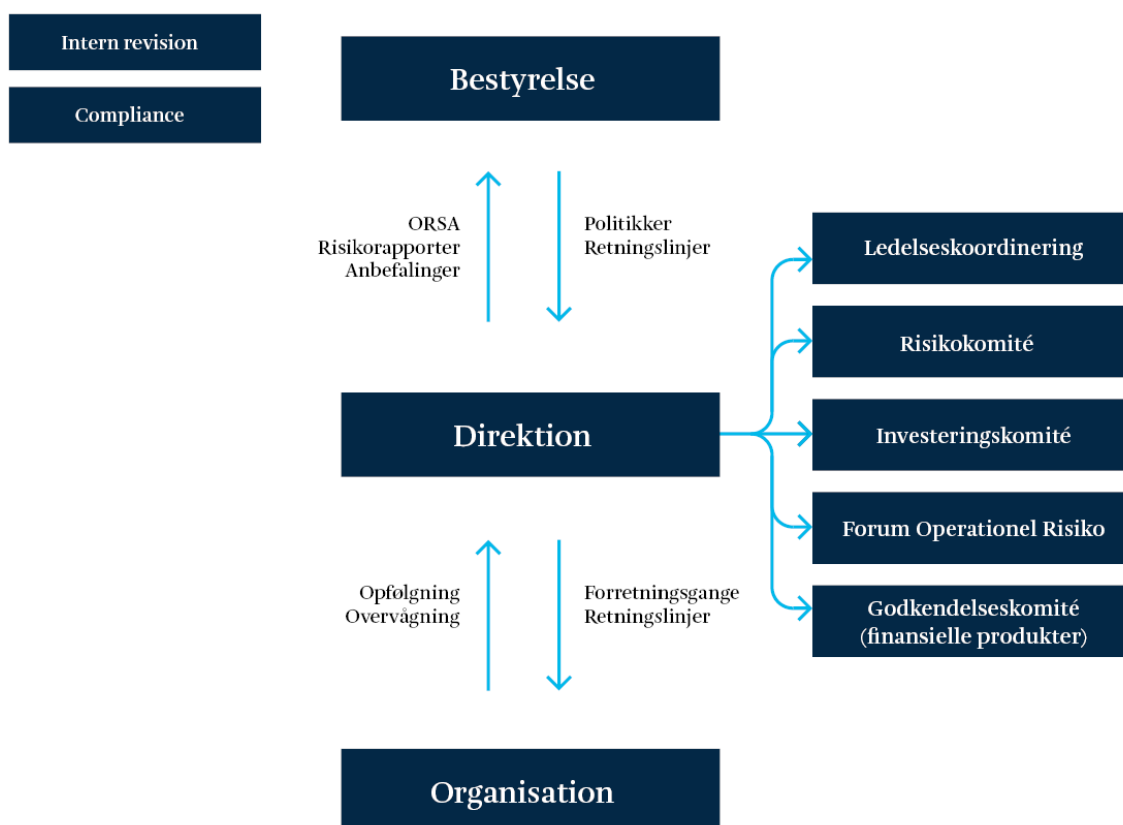 Intern revision
Compliance
Bestyrelse
ORSA
Risikorapporter
Anbefalinger
Politikker
Retningslinjer
Ledelseskoordinering
Risikokomité
Direktion
Investeringskomité
Forum Operationel Risiko
Godkendelseskomité
(finansielle produkter)
Opfølgning
Overvågning
Forretningsgange
Retningslinjer
Organisation